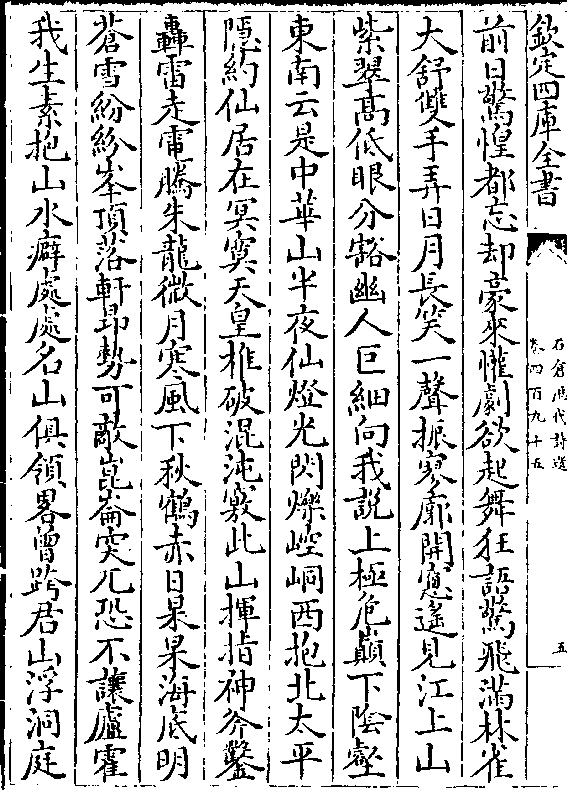 欽定四庫全書
石倉歷代詩選
卷四百九十五
五
前日驚惶都忘却豪來懽劇欲起舞狂語驚飛滿林雀
大舒雙手弄日月長笑一聲振寥廓開窻遙見江上山
紫翠高低眼分豁幽人巨細向我説上極危巔下陰壑
東南云是中華山半夜仙燈光閃爍崆峒西抱北太平
隠約仙居在冥寞天皇椎破混沌竅此山揮指神斧鑿
轟雷走電騰朱龍微月寒風下秋鶴赤日杲杲海底明
蒼雪紛紛峯頂落軒昻勢可敵崑崙突兀恐不讓廬霍
我生素抱山水癖處處名山俱領畧曾跨君山浮洞庭